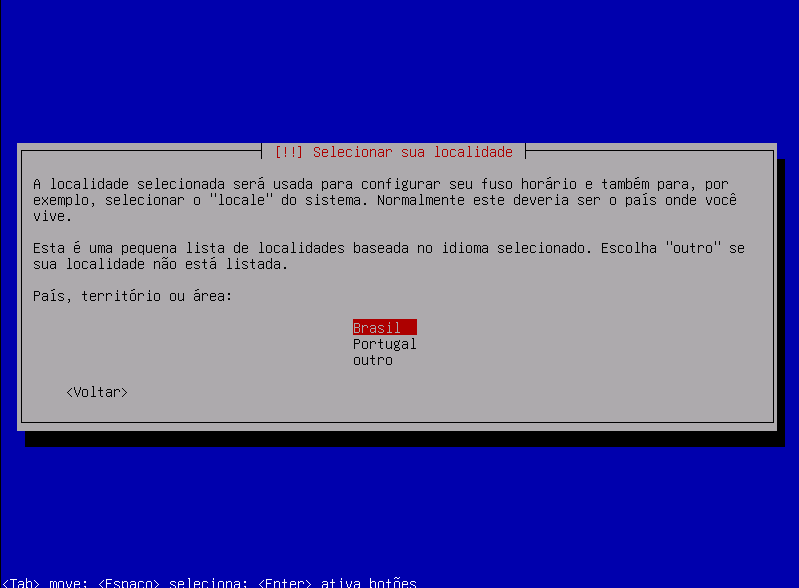 [!!] Selecionar sua localidade
A localidade selecionada será usada para configurar seu fuso horário e também para, por
exemplo, selecionar o "locale" do sistema. Normalmente este deveria ser o país onde você
vive.
Esta é uma pequena lista de localidades baseada no idioma selecionado. Escolha "outro" se
sua localidade não está listada.
País, território ou área:
Brasil
Portugal
outro
<Voltar>
<Tab> move; <Espaço> seleciona; <Enter> ativa botões